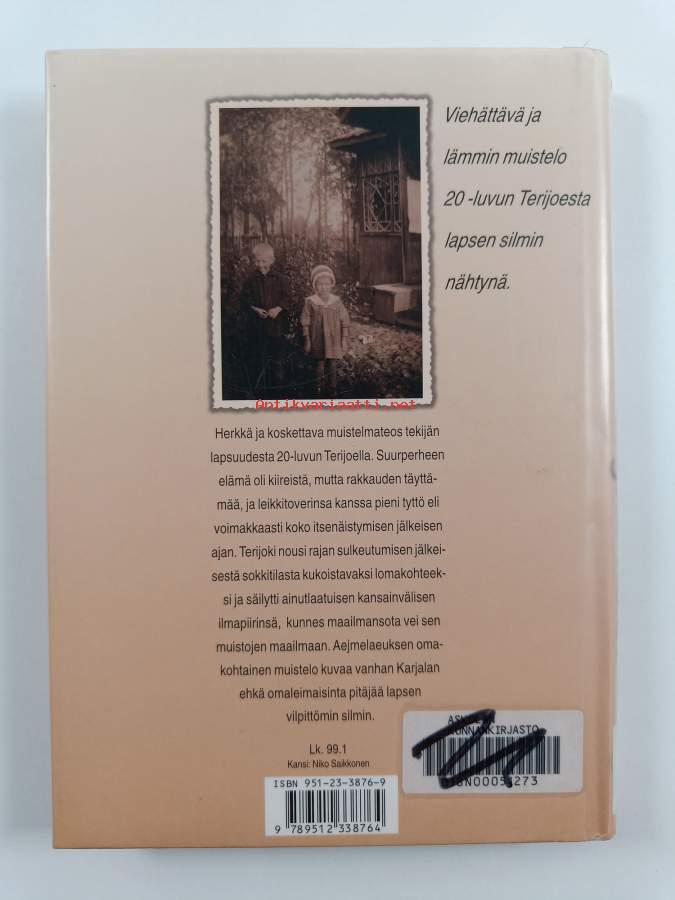 Viehättävä ja
lämmin muistelo
20 -luvun Terijoesta
lapsen silmin
nähtynä.
Antikvariaatti.net
Herkkä ja koskettava muistelmateos tekijän
lapsuudesta 20-luvun Terijoella. Suurperheen
elämä oli kiireistä, mutta rakkauden täyttä-
mää, ja leikkitoverinsa kanssa pieni tyttö eli
voimakkaasti koko itsenäistymisen jälkeisen
ajan. Terijoki nousi rajan sulkeutumisen jälkei-
sestä sokkitilasta kukoistavaksi lomakohteek-
si ja säilytti ainutlaatuisen kansainvälisen
ilmapiirinsä, kunnes maailmansota vei sen
muistojen maailmaan. Aejmelaeuksen oma-
kohtainen muistelo kuvaa vanhan Karjalan
ehkä omaleimaisinta pitäjää lapsen
vilpittömin silmin.
Lk. 99.1
Kansi: Niko Saikkonen
ISBN 951-23-3876-9
9 789512 338764
KUNNANKIRJASTO